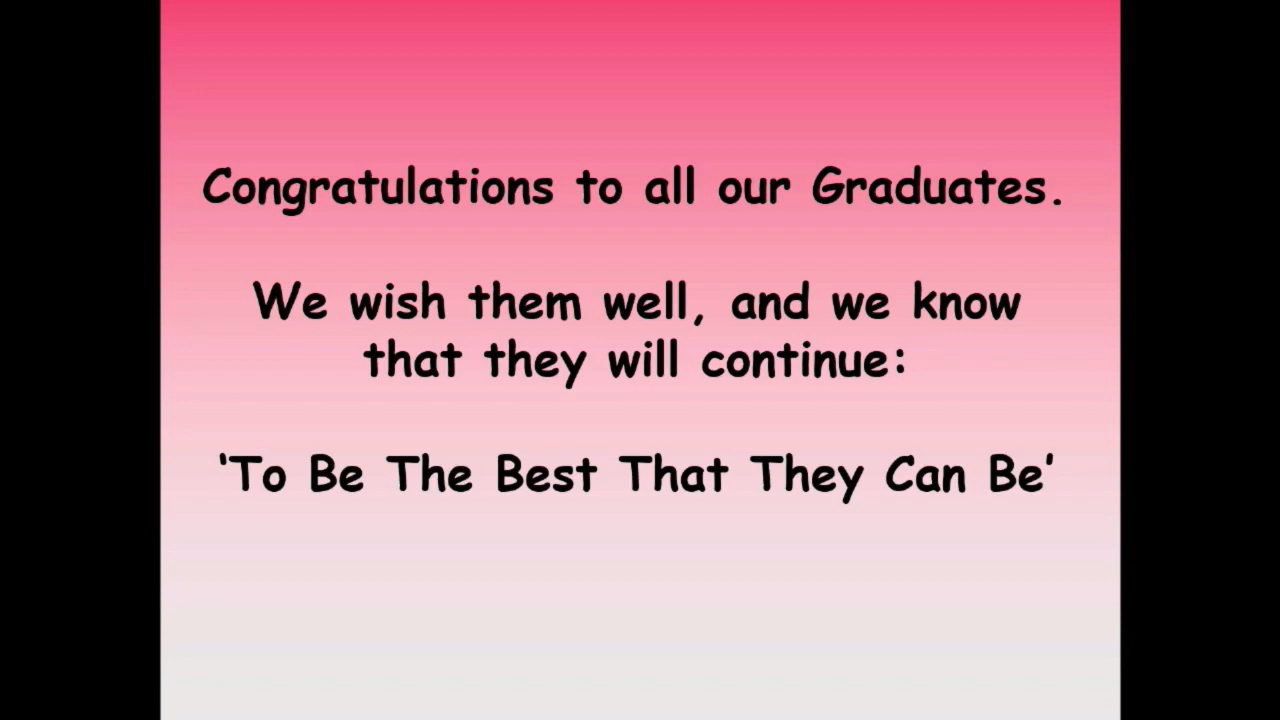 Congratulations to all our Graduates.
We wish them well, and we know
that they will continue:
‘To Be The Best That They Can Be’